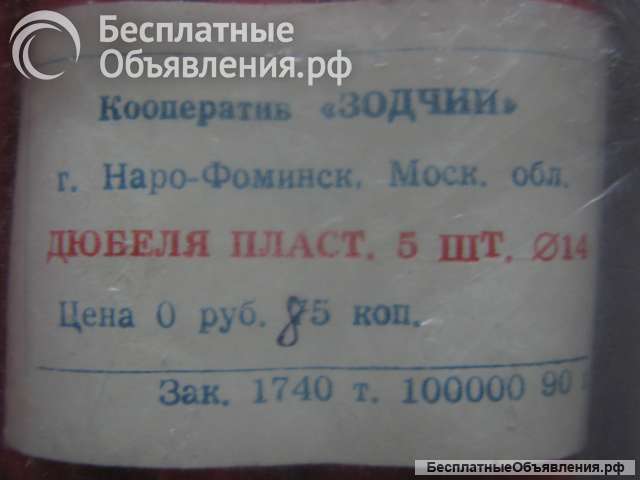 Бесплатные
Объявления.рф
Кооператив «ЗОДЧИЙ»
г. Наро-Фоминск, Моск. обл.
ДЮБЕЛЯ ПЛАСТ. 5 ШТ. Ø14
Цена 0 руб. 85 коп.
Зак. 1740 т. 100000 90
БесплатныеОбъявления.рф